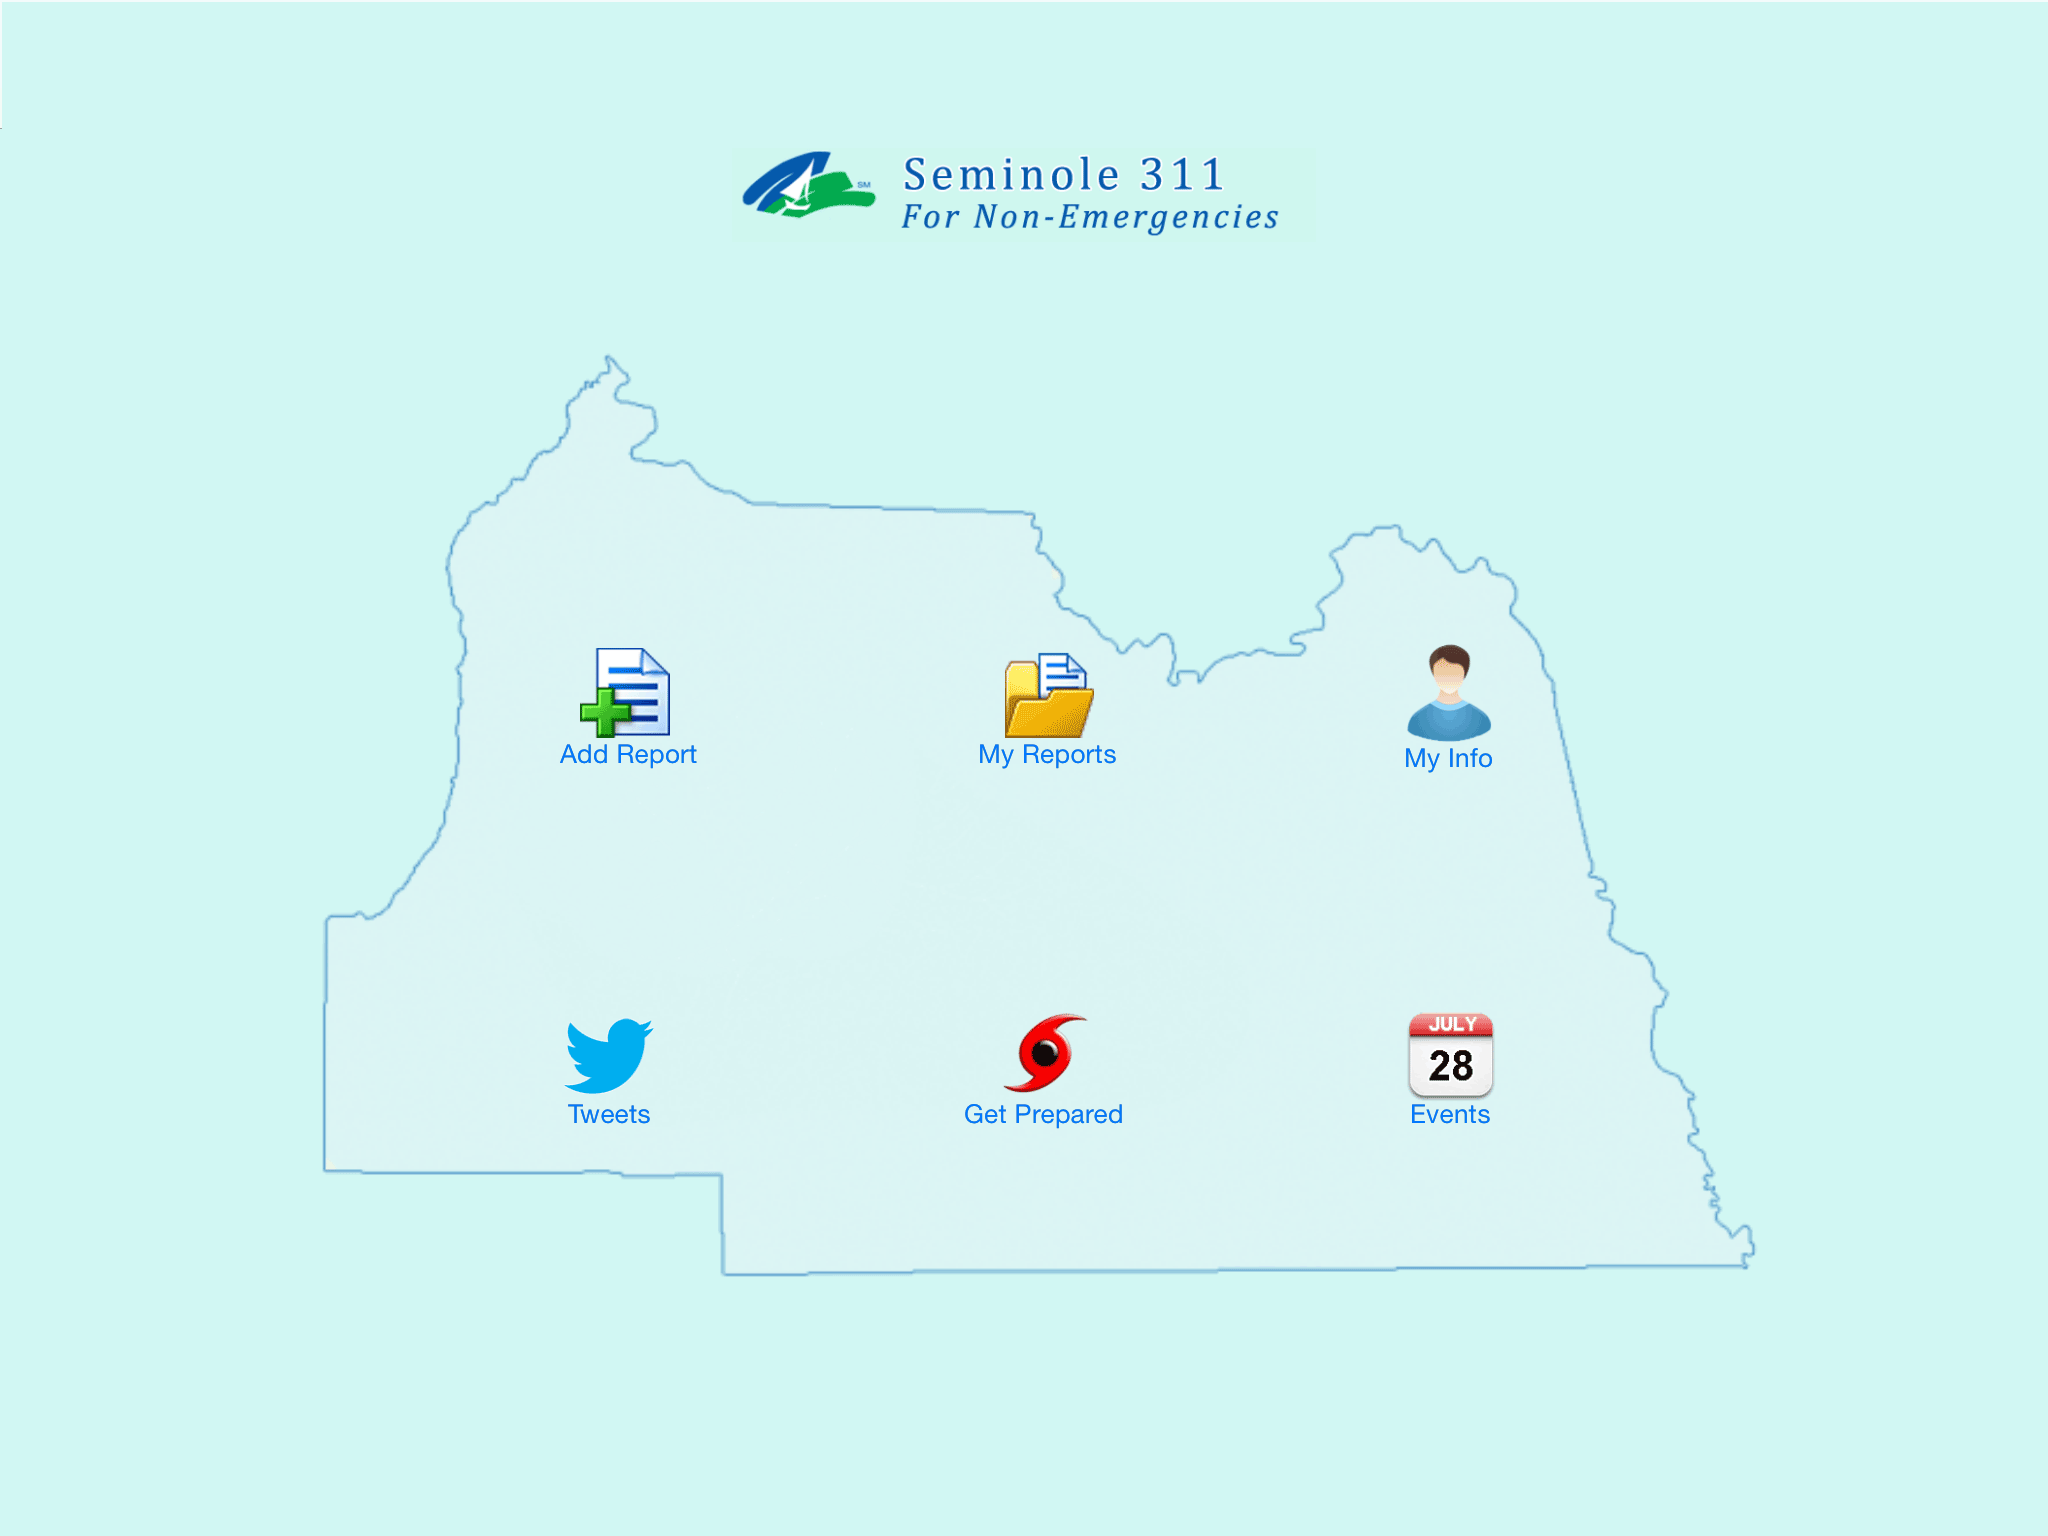 SM
Seminole 311
For Non-Emergencies
Add Report
My Reports
My Info
Tweets
Get Prepared
JULY
28
Events